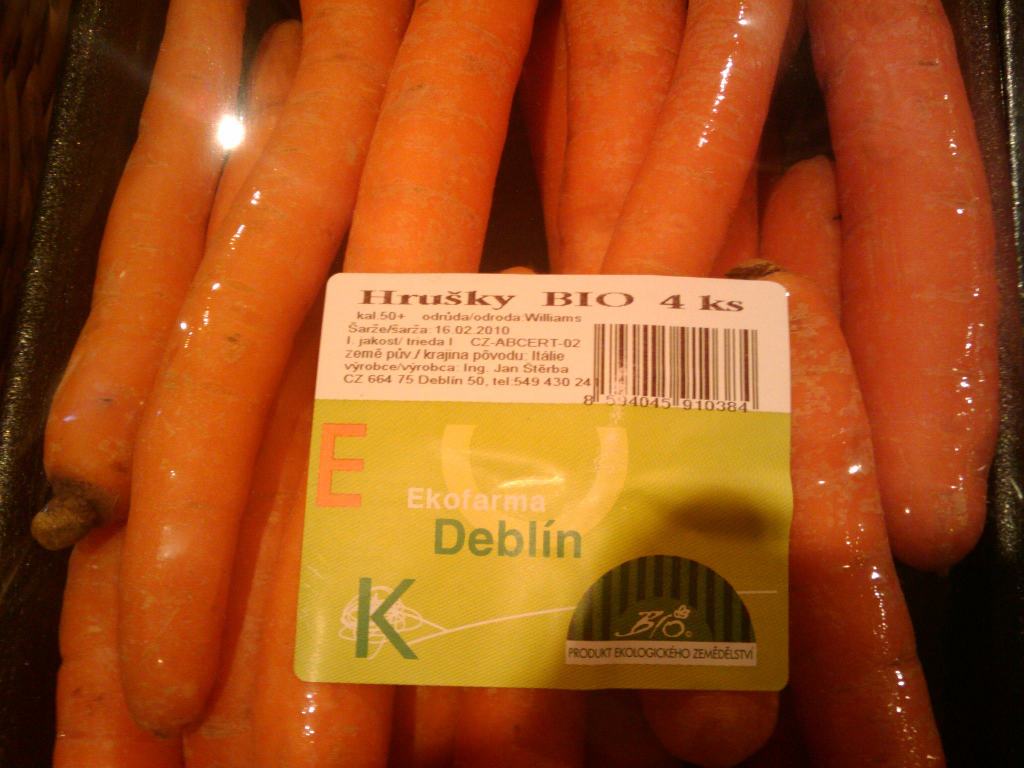 Hrušky BIO 4 ks
kal.50+ odrůda/odroda:Williams
Šarže/šarža: 16.02.2010
I. jakost/ trieda I CZ-ABCERT-02
země pův./ krajina pôvodu: Itálie
výrobce/výrobca: Ing. Jan Štěrba
CZ 664 75 Deblín 50, tel:549 430 24
8 594045 910384
E
Ekofarma
Deblín
K
BIO
PRODUKT EKOLOGICKÉHO ZEMĚDĚLSTVÍ